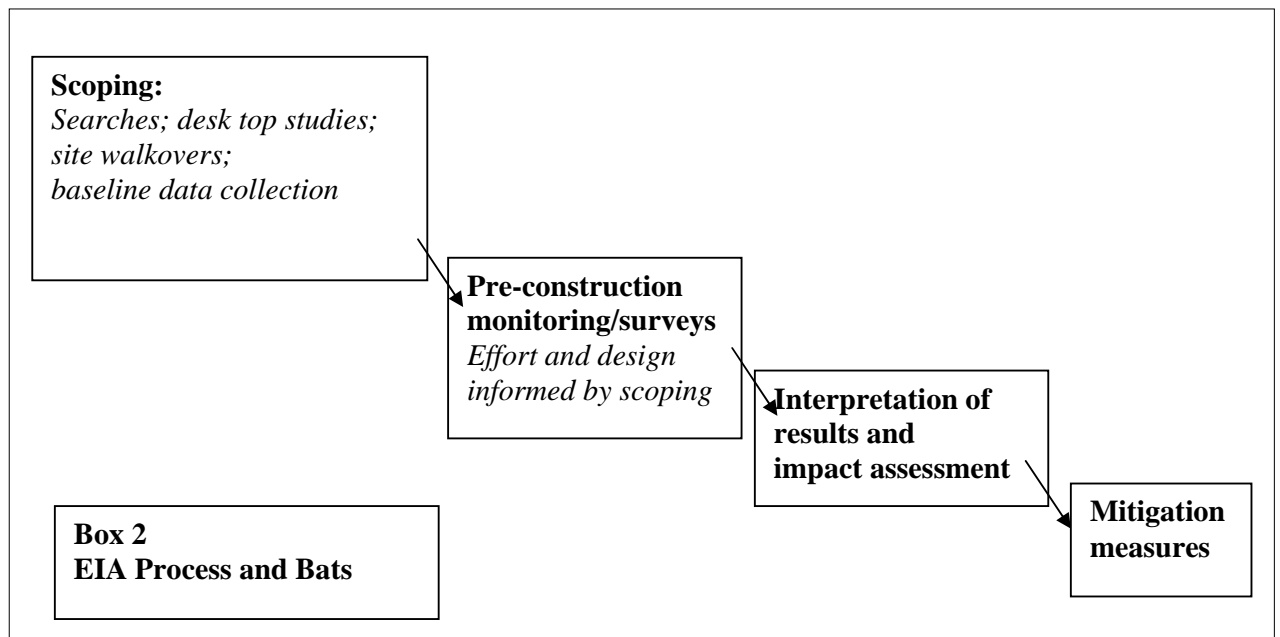 Scoping:
Searches; desk top studies;
site walkovers;
baseline data collection
Pre-construction
monitoring/surveys
Effort and design
informed by scoping
Interpretation of
results and
impact assessment
Mitigation
measures
Box 2
EIA Process and Bats